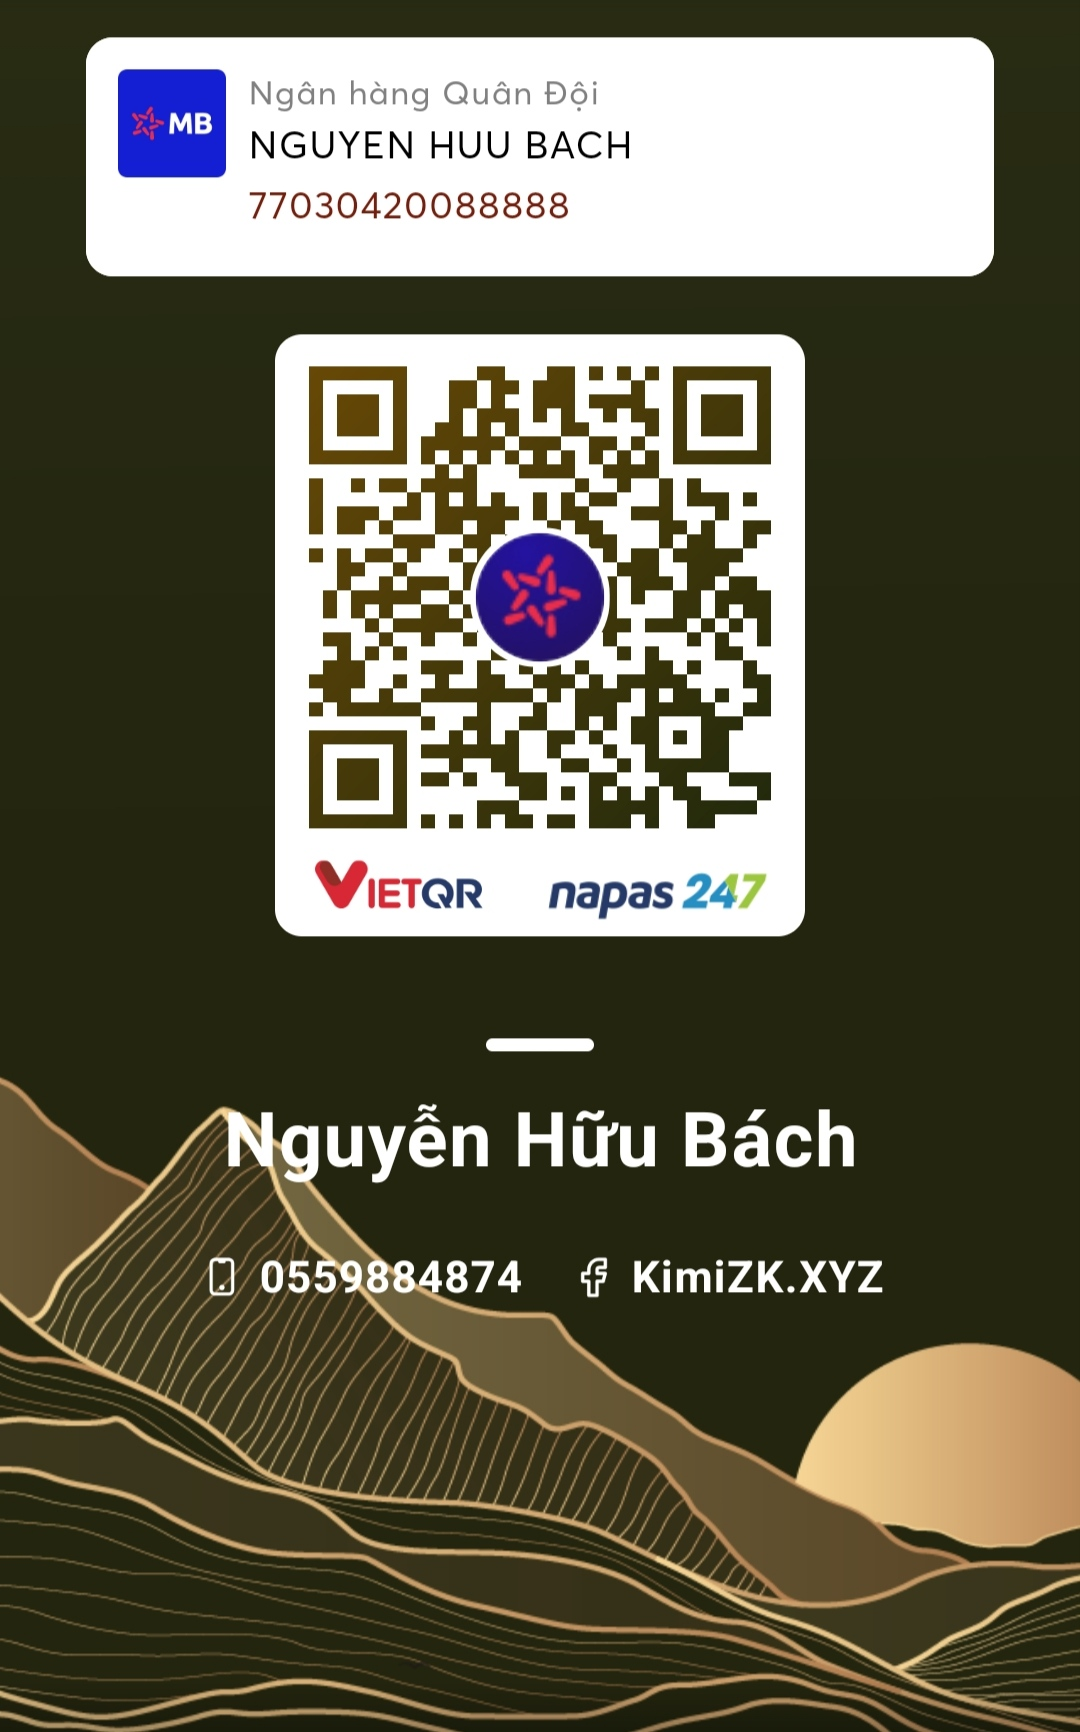 MB
Ngân hàng Quân Đội
NGUYEN HUU BACH
77030420088888
VIETQR napas 247
Nguyễn Hữu Bách
0559884874 KimiZK.XYZ